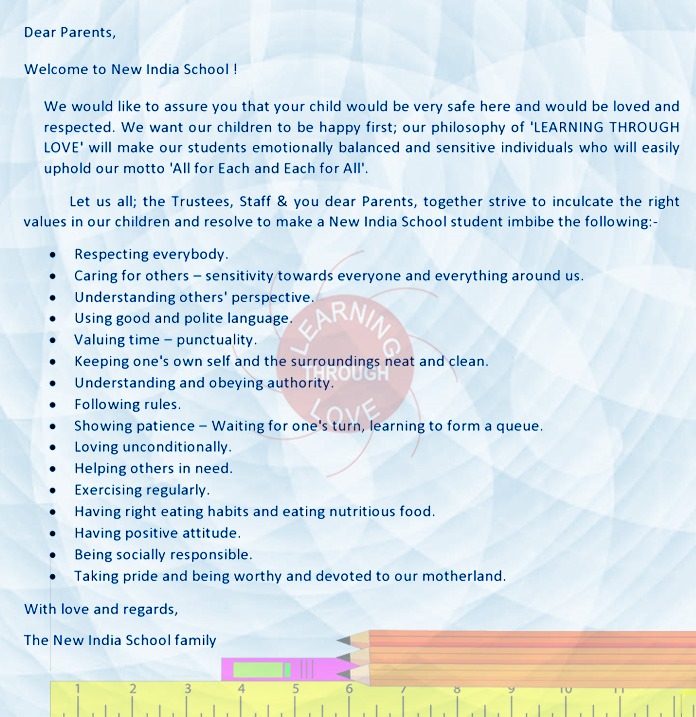 Dear Parents,
Welcome to New India School !
We would like to assure you that your child would be very safe here and would be loved and
respected. We want our children to be happy first; our philosophy of 'LEARNING THROUGH
LOVE' will make our students emotionally balanced and sensitive individuals who will easily
uphold our motto 'All for Each and Each for All'.
Let us all; the Trustees, Staff & you dear Parents, together strive to inculcate the right
values in our children and resolve to make a New India School student imbibe the following:-
• Respecting everybody.
• Caring for others – sensitivity towards everyone and everything around us.
• Understanding others' perspective.
• Using good and polite language.
• Valuing time – punctuality.
• Keeping one's own self and the surroundings neat and clean.
• Understanding and obeying authority.
• Following rules.
• Showing patience – Waiting for one's turn, learning to form a queue.
• Loving unconditionally.
• Helping others in need.
• Exercising regularly.
• Having right eating habits and eating nutritious food.
• Having positive attitude.
• Being socially responsible.
• Taking pride and being worthy and devoted to our motherland.
LEARNING
THROUGH
LOVE
With love and regards,
The New India School family
1 2 3 4 5 6 7 8 9 10 11